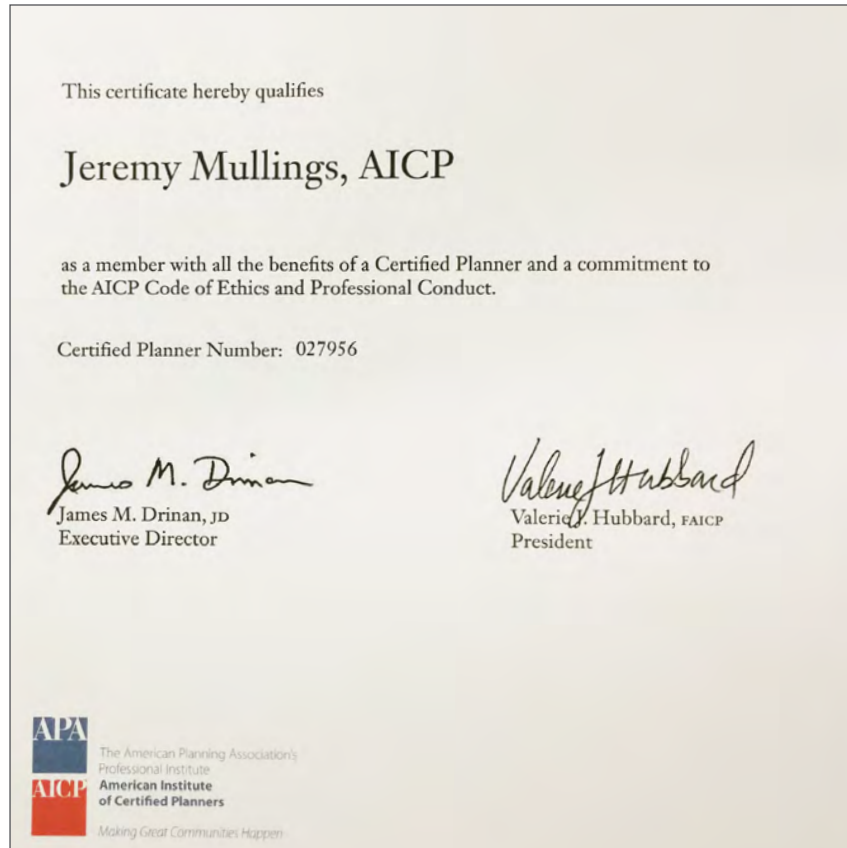 This certificate hereby qualifies
Jeremy Mullings, AICP
as a member with all the benefits of a Certified Planner and a commitment to
the AICP Code of Ethics and Professional Conduct.
Certified Planner Number: 027956
James M. Drinan
Valerie J Hubbard
James M. Drinan, JD
Executive Director
Valerie J. Hubbard, FAICP
President
APA
The American Planning Association's
Professional Institute
AICP
American Institute
of Certified Planners
Making Great Communities Happen